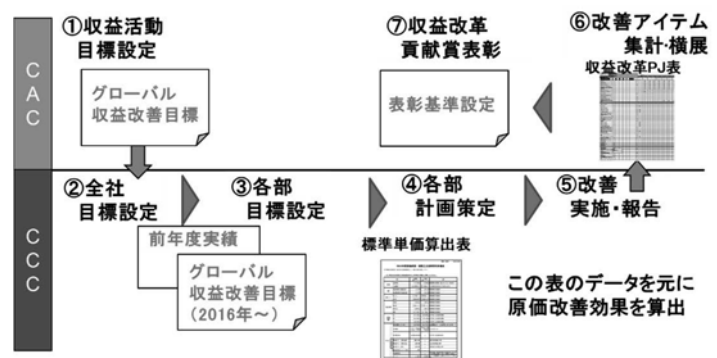 CAC
①収益活動
目標設定
グローバル
収益改善目標
⑦収益改革
貢献賞表彰
表彰基準設定
⑥改善アイテム
集計・横展
収益改革PJ表
CCC
②全社
目標設定
前年度実績
③各部
目標設定
グローバル
収益改善目標
(2016年～)
④各部
計画策定
標準単価算出表
⑤改善
実施・報告
この表のデータを元に
原価改善効果を算出